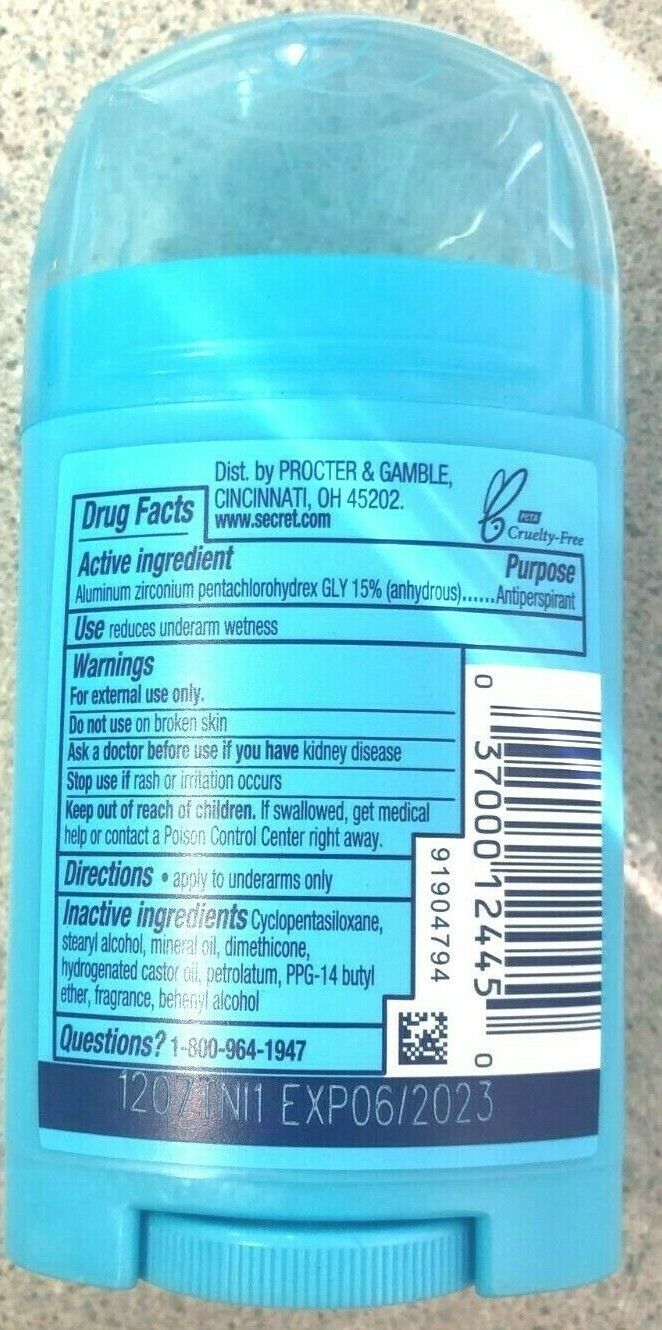 Dist. by PROCTER & GAMBLE,
CINCINNATI, OH 45202.
www.secret.com
PETA
Cruelty-Free
Drug Facts
Active ingredient Purpose
Aluminum zirconium pentachlorohydrex GLY 15% (anhydrous)......Antiperspirant
Use reduces underarm wetness
Warnings
For external use only.
Do not use on broken skin
Ask a doctor before use if you have kidney disease
Stop use if rash or irritation occurs
Keep out of reach of children. If swallowed, get medical
help or contact a Poison Control Center right away.
Directions • apply to underarms only
Inactive ingredients Cyclopentasiloxane,
stearyl alcohol, mineral oil, dimethicone,
hydrogenated castor oil, petrolatum, PPG-14 butyl
ether, fragrance, behenyl alcohol
Questions? 1-800-964-1947
0 37000 12445 0
91904794
12071NI1 EXP06/2023